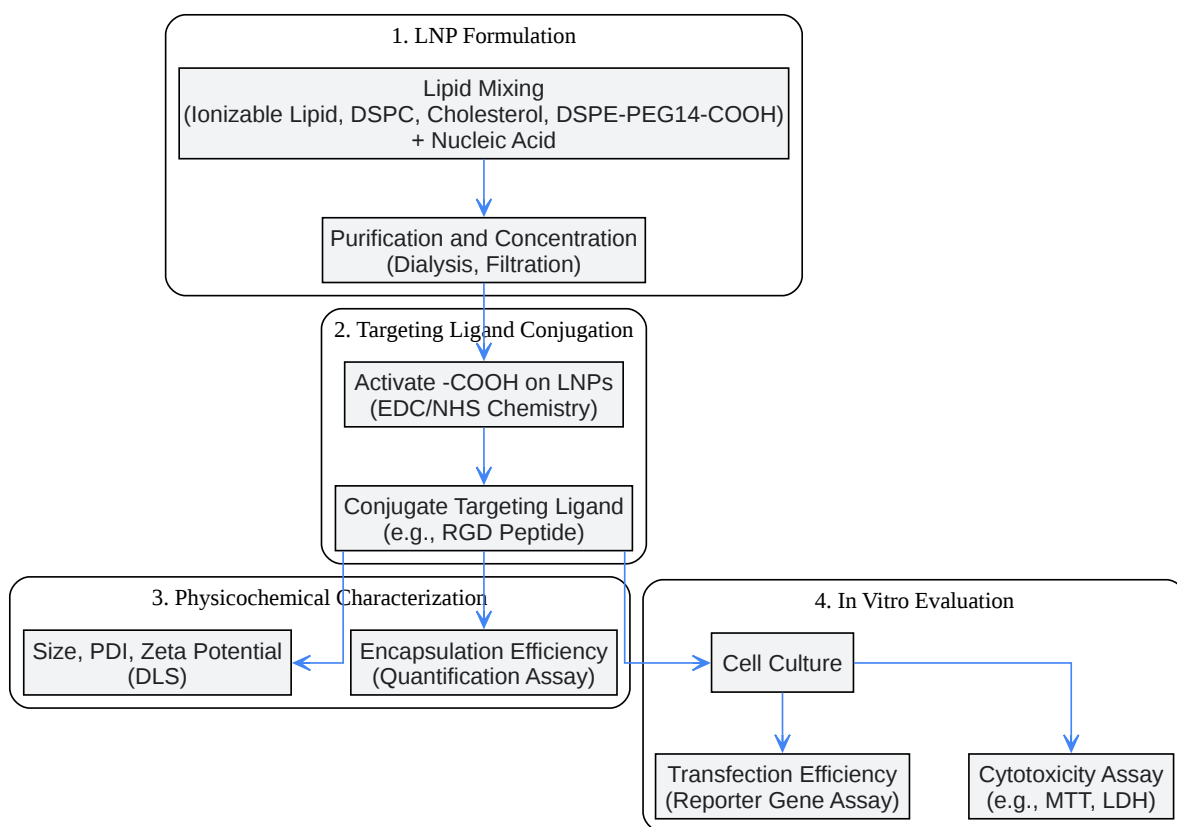 1. LNP Formulation
Lipid Mixing
(Ionizable Lipid, DSPC, Cholesterol, DSPE-PEG14-COOH)
+ Nucleic Acid
Purification and Concentration
(Dialysis, Filtration)
2. Targeting Ligand Conjugation
Activate -COOH on LNPs
(EDC/NHS Chemistry)
Conjugate Targeting Ligand
(e.g., RGD Peptide)
3. Physicochemical Characterization
Size, PDI, Zeta Potential
(DLS)
Encapsulation Efficiency
(Quantification Assay)
4. In Vitro Evaluation
Cell Culture
Transfection Efficiency
(Reporter Gene Assay)
Cytotoxicity Assay
(e.g., MTT, LDH)